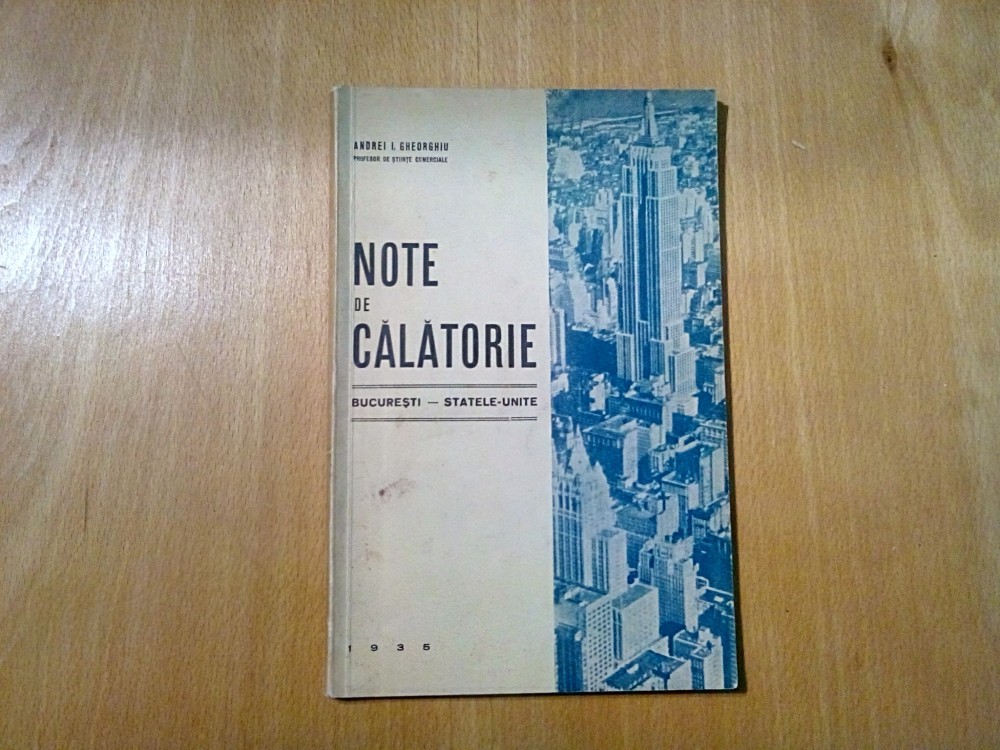 ANDREI I. GHEORGHIU
PROFESOR DE ȘTIINȚE COMERCIALE
NOTE
DE
CĂLĂTORIE
BUCUREȘTI — STATELE-UNITE
1935